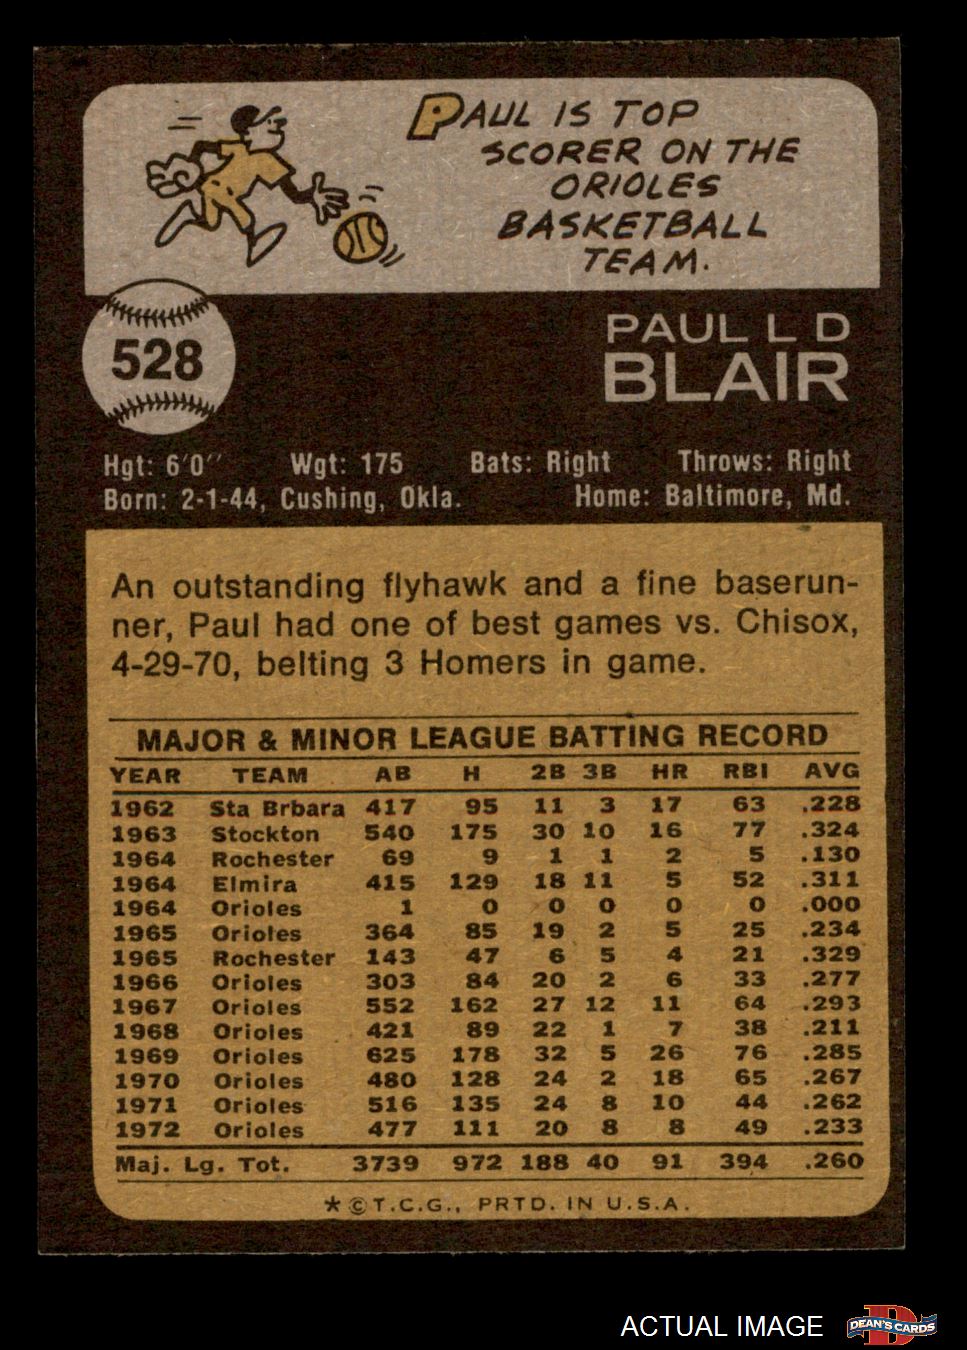 PAUL IS TOP
SCORER ON THE
ORIOLES
BASKETBALL
TEAM.
528
PAUL L D
BLAIR
Hgt: 6'0'' Wgt: 175 Bats: Right Throws: Right
Born: 2-1-44, Cushing, Okla. Home: Baltimore, Md.
An outstanding flyhawk and a fine baserun-
ner, Paul had one of best games vs. Chisox,
4-29-70, belting 3 Homers in game.
MAJOR & MINOR LEAGUE BATTING RECORD
YEAR TEAM AB H 2B 3B HR RBI AVG
1962 Sta Brbara 417 95 11 3 17 63 .228
1963 Stockton 540 175 30 10 16 77 .324
1964 Rochester 69 9 1 1 2 5 .130
1964 Elmira 415 129 18 11 5 52 .311
1964 Orioles 1 0 0 0 0 0 .000
1965 Orioles 364 85 19 2 5 25 .234
1965 Rochester 143 47 6 5 4 21 .329
1966 Orioles 303 84 20 2 6 33 .277
1967 Orioles 552 162 27 12 11 64 .293
1968 Orioles 421 89 22 1 7 38 .211
1969 Orioles 625 178 32 5 26 76 .285
1970 Orioles 480 128 24 2 18 65 .267
1971 Orioles 516 135 24 8 10 44 .262
1972 Orioles 477 111 20 8 8 49 .233
Maj. Lg. Tot. 3739 972 188 40 91 394 .260
*©T.C.G., PRTD. IN U.S.A.
ACTUAL IMAGE
D
DEAN'S CARDS